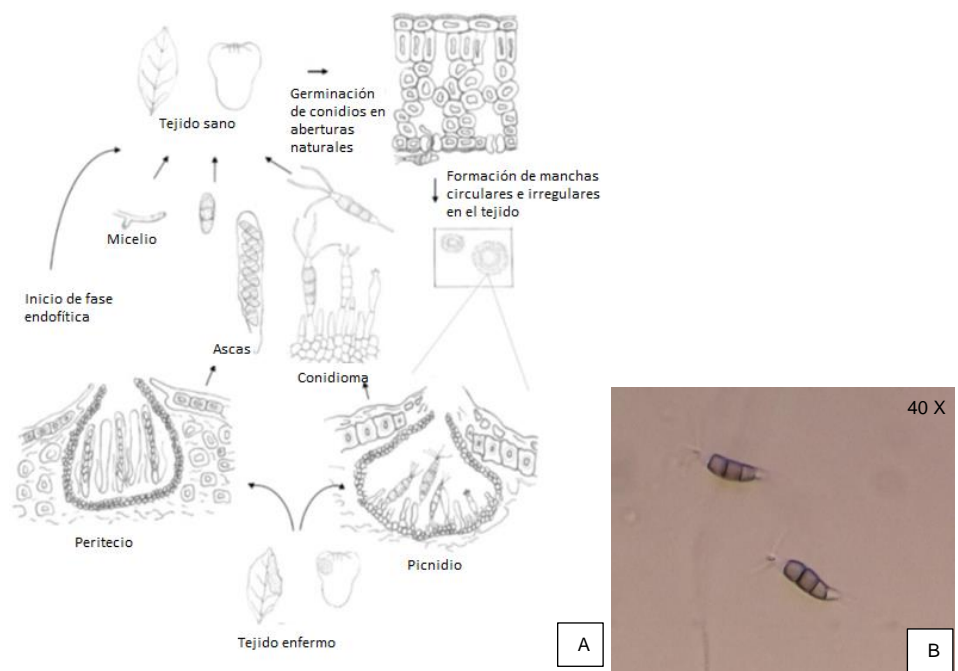 Tejido sano
Germinación
de conidios en
aberturas
naturales
Formación de manchas
circulares e irregulares
en el tejido
Micelio
Inicio de fase
endofítica
Ascas
Conidioma
Peritecio
Picnidio
Tejido enfermo
A
40 X
B